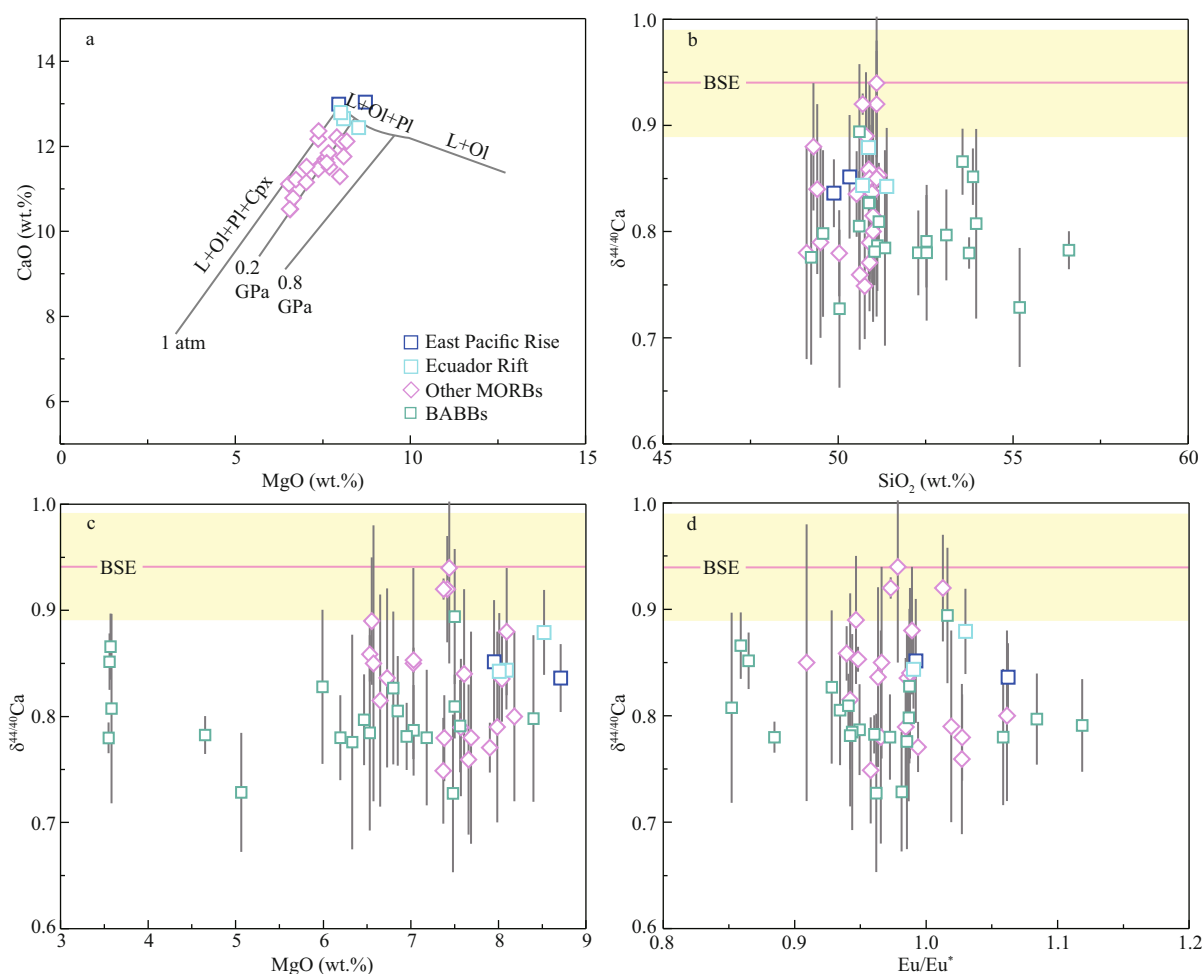 a
14
12
10
8
6
CaO (wt.%)
L+Ol+Pl
L+Ol
L+Ol+Pl+Cpx
0.2
GPa
0.8
GPa
1 atm
East Pacific Rise
Ecuador Rift
Other MORBs
BABBs
0
5
10
15
MgO (wt.%)
b
1.0
0.9
0.8
0.7
0.6
δ44/40Ca
BSE
45
50
55
60
SiO2 (wt.%)
c
1.0
0.9
0.8
0.7
0.6
δ44/40Ca
BSE
3
4
5
6
7
8
9
MgO (wt.%)
d
1.0
0.9
0.8
0.7
0.6
δ44/40Ca
BSE
0.8
0.9
1.0
1.1
1.2
Eu/Eu*